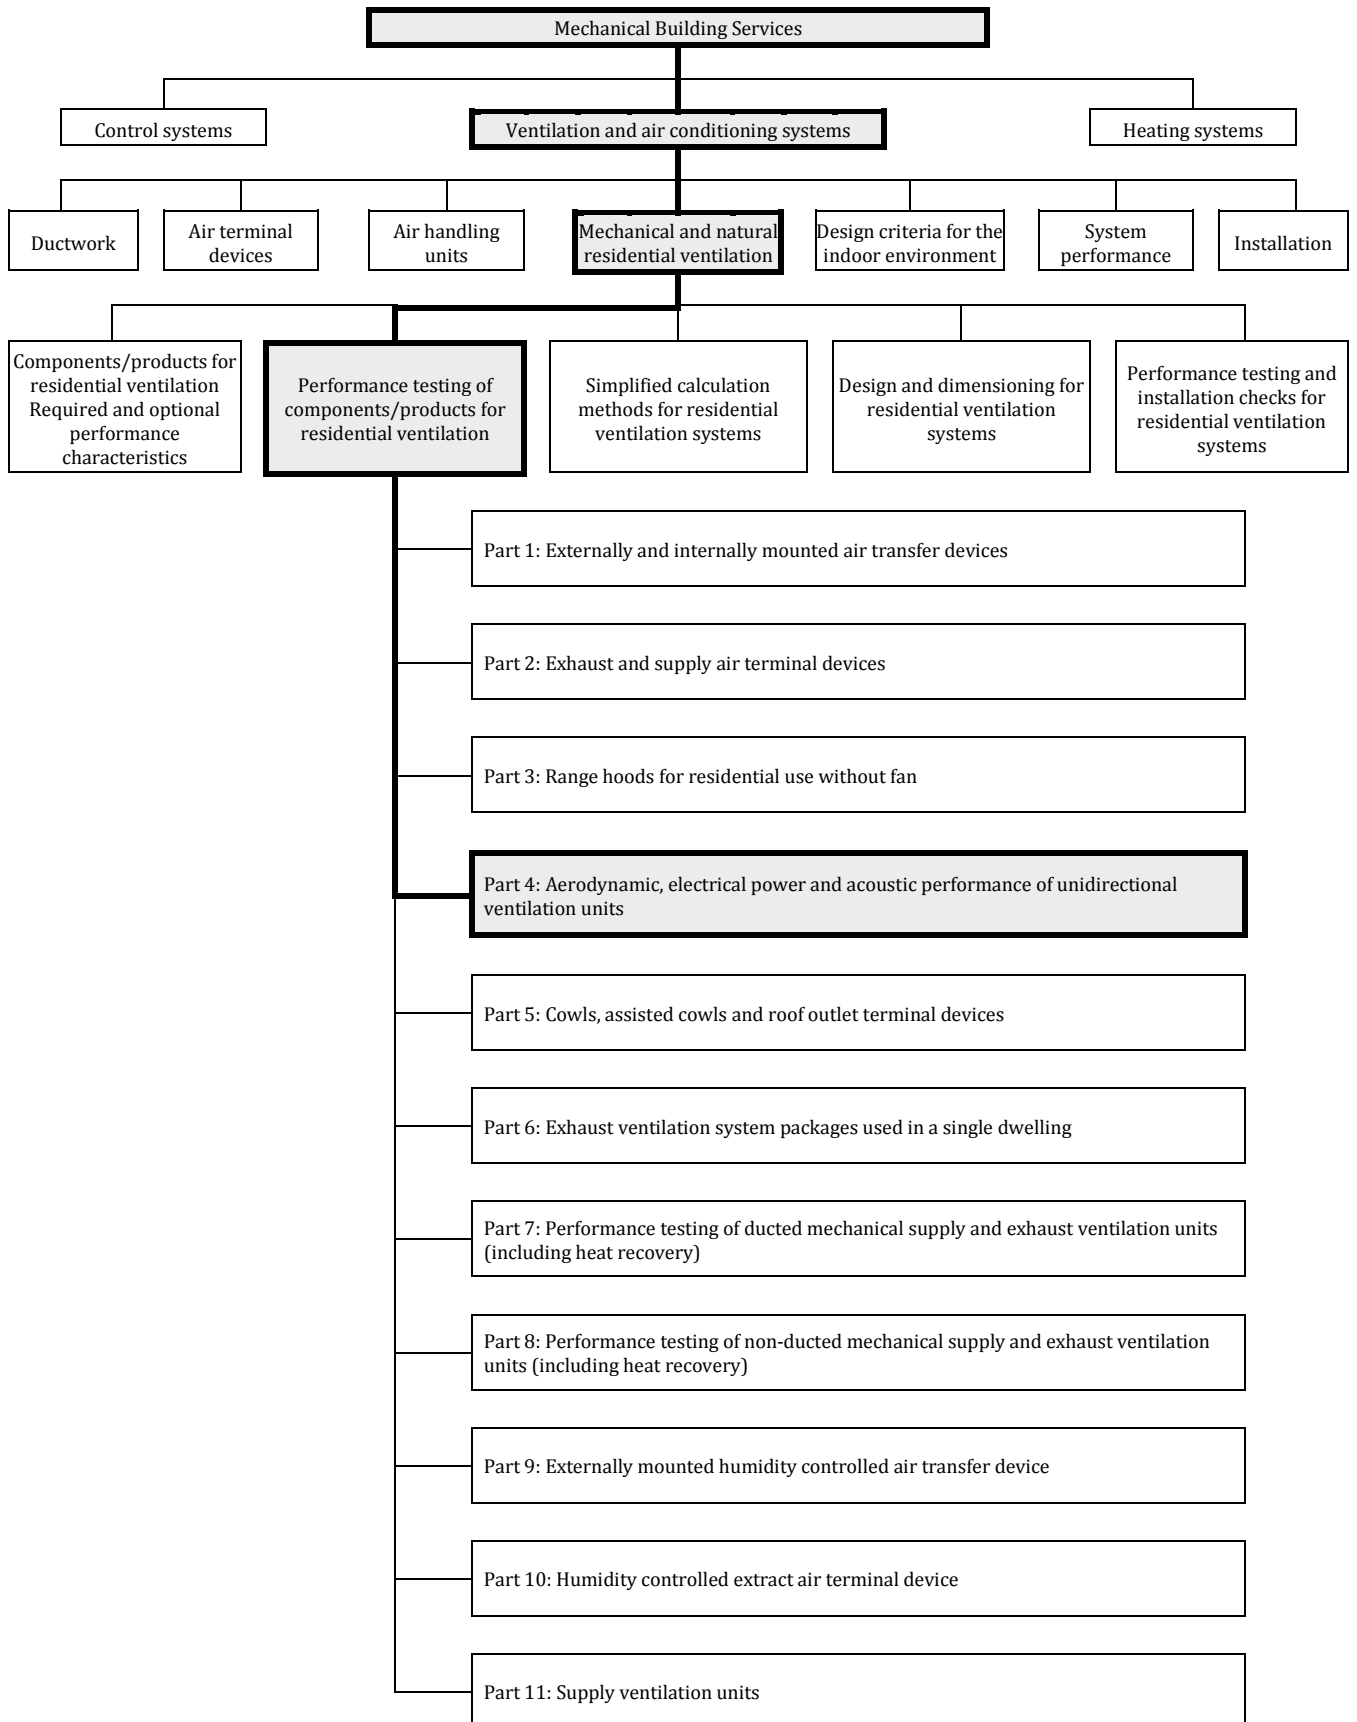 Mechanical Building Services
Control systems
Ventilation and air conditioning systems
Heating systems
Ductwork
Air terminal
devices
Air handling
units
Mechanical and natural
residential ventilation
Design criteria for the
indoor environment
System
performance
Installation
Components/products for
residential ventilation
Required and optional
performance
characteristics
Performance testing of
components/products for
residential ventilation
Simplified calculation
methods for residential
ventilation systems
Design and dimensioning for
residential ventilation
systems
Performance testing and
installation checks for
residential ventilation
systems
Part 1: Externally and internally mounted air transfer devices
Part 2: Exhaust and supply air terminal devices
Part 3: Range hoods for residential use without fan
Part 4: Aerodynamic, electrical power and acoustic performance of unidirectional
ventilation units
Part 5: Cowls, assisted cowls and roof outlet terminal devices
Part 6: Exhaust ventilation system packages used in a single dwelling
Part 7: Performance testing of ducted mechanical supply and exhaust ventilation units
(including heat recovery)
Part 8: Performance testing of non-ducted mechanical supply and exhaust ventilation
units (including heat recovery)
Part 9: Externally mounted humidity controlled air transfer device
Part 10: Humidity controlled extract air terminal device
Part 11: Supply ventilation units